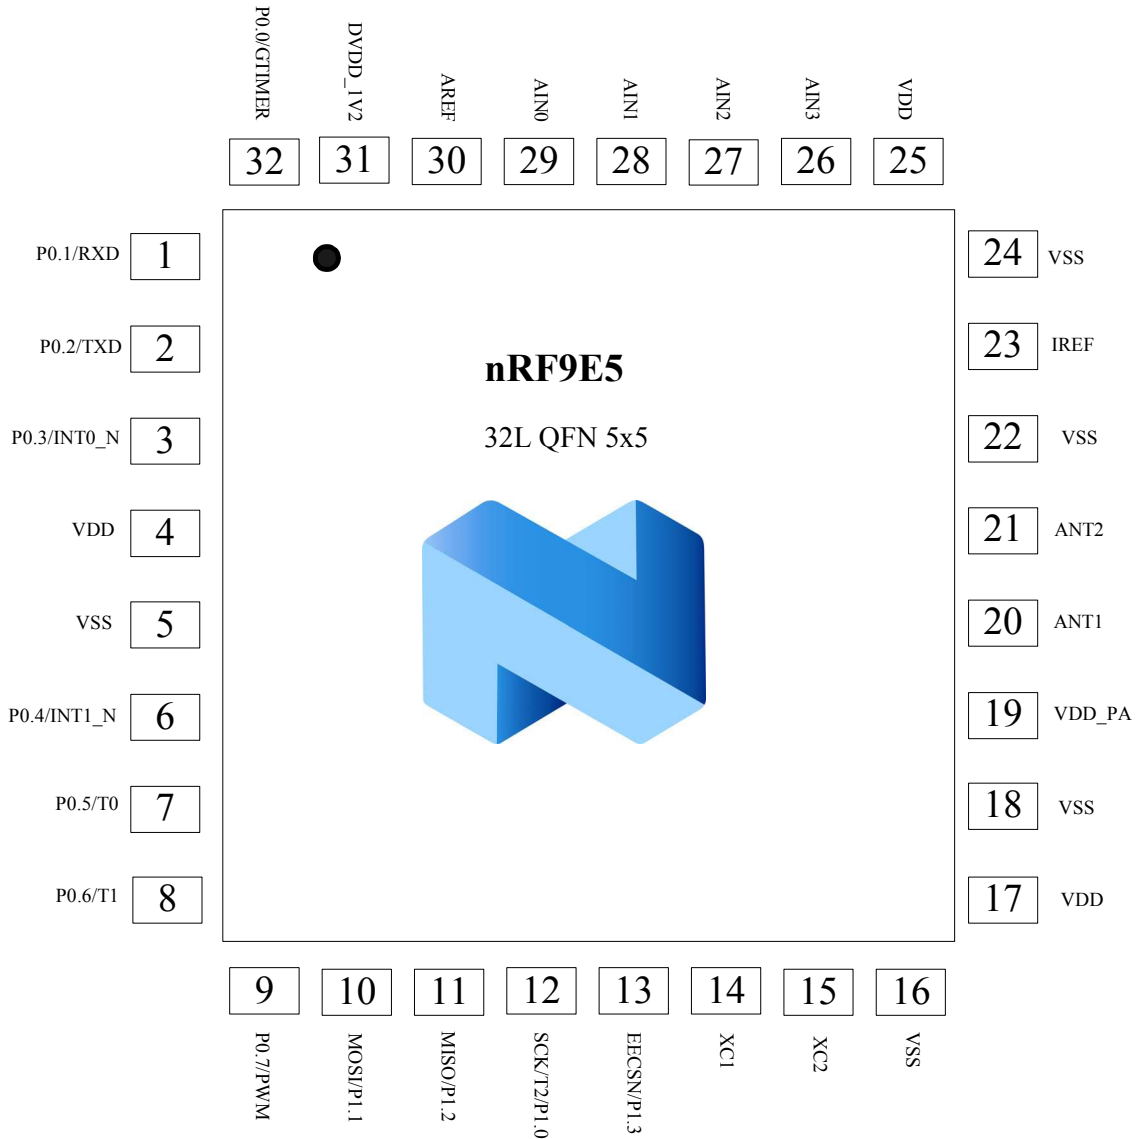 P0.0/GTIMER
DVDD_1V2
AREF
AIN0
AIN1
AIN2
AIN3
VDD
32
31
30
29
28
27
26
25
P0.1/RXD 1
24 VSS
P0.2/TXD 2
23 IREF
nRF9E5
P0.3/INT0_N 3
32L QFN 5x5
22 VSS
VDD 4
21 ANT2
VSS 5
20 ANT1
P0.4/INT1_N 6
19 VDD_PA
P0.5/T0 7
18 VSS
P0.6/T1 8
17 VDD
9
10
11
12
13
14
15
16
P0.7/PWM
MOSI/P1.1
MISO/P1.2
SCK/T2/P1.0
EECSN/P1.3
XC1
XC2
VSS